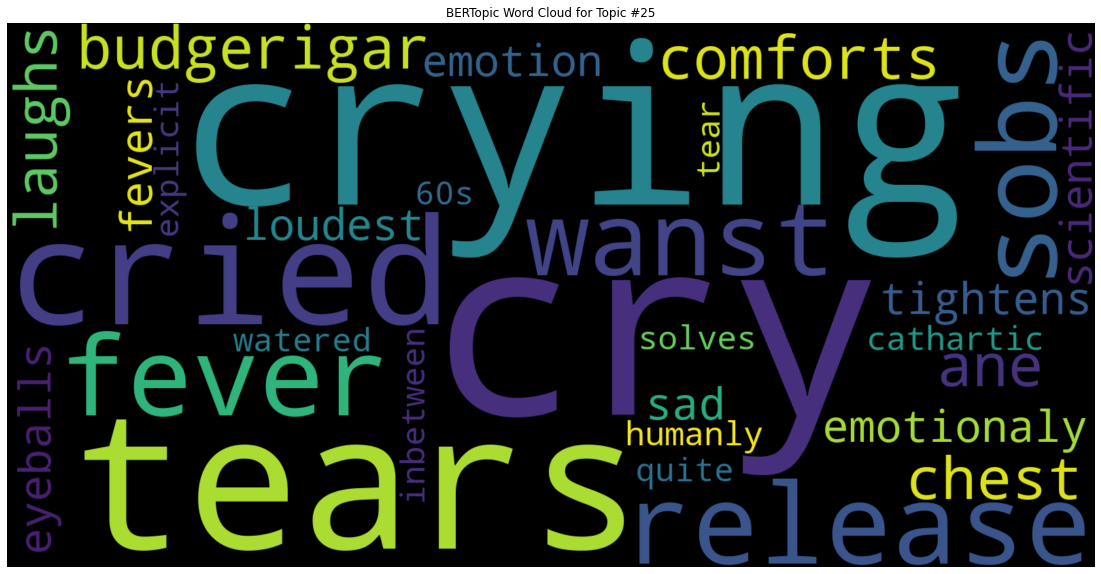 BERTopic Word Cloud for Topic #25
budgerigar
emotion
comforts
laughs
fevers
explicit
crying
tear
sobs
scientific
60s
loudest
wanst
cried
cry
tightens
watered
solves
cathartic
fever
inbetween
ane
sad
eyeballs
tears
humanly
emotionaly
quite
chest
release